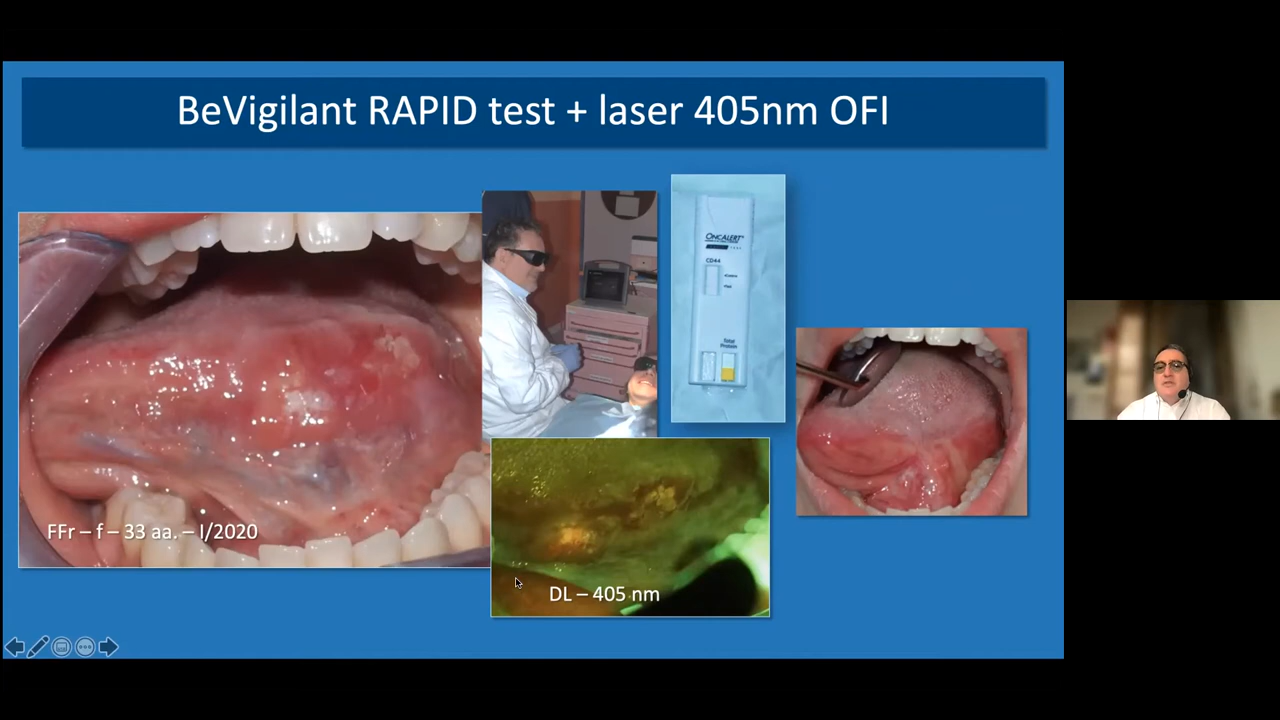 BeVigilant RAPID test + laser 405nm OFI
FFr – f – 33 aa. – I/2020
ONCALERT
CD44
Total
Protein
DL – 405 nm